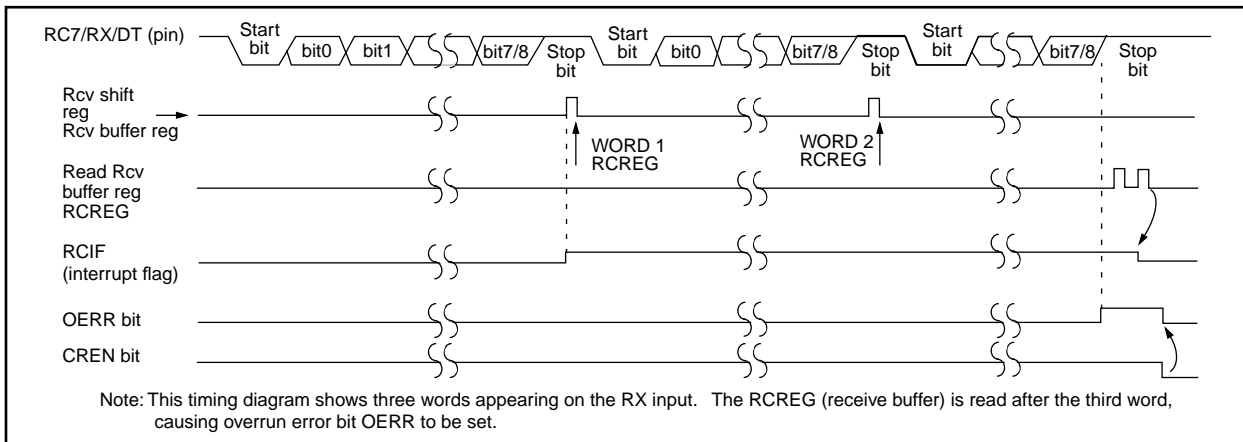 RC7/RX/DT (pin)
Start
bit
bit0
bit1
bit7/8
Stop
bit
Start
bit
bit0
bit7/8
Stop
bit
Start
bit
bit7/8
Stop
bit
Rcv shift
reg
Rcv buffer reg
WORD 1
RCREG
WORD 2
RCREG
Read Rcv
buffer reg
RCREG
RCIF
(interrupt flag)
OERR bit
CREN bit
Note: This timing diagram shows three words appearing on the RX input. The RCREG (receive buffer) is read after the third word,
causing overrun error bit OERR to be set.